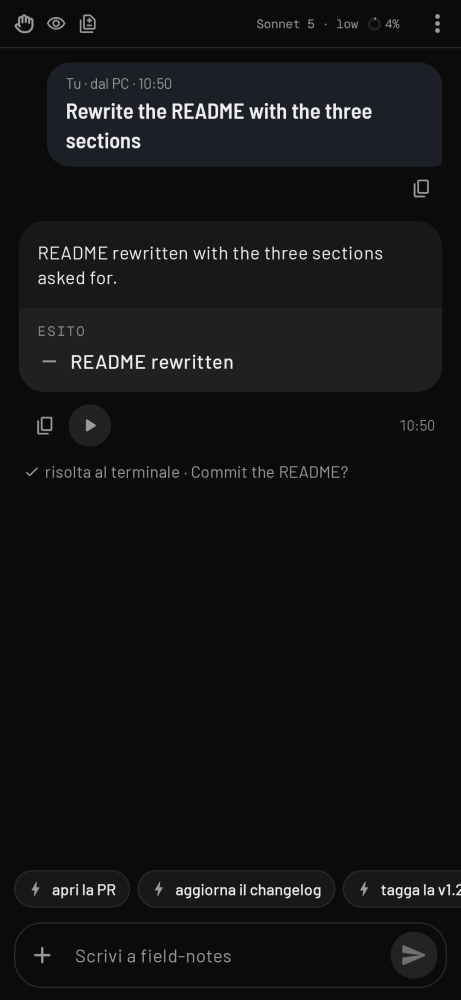 Sonnet 5 · low 4%
Tu · dal PC · 10:50
Rewrite the README with the three
sections
README rewritten with the three sections
asked for.
ESITO
— README rewritten
10:50
risolta al terminale · Commit the README?
apri la PR
aggiorna il changelog
tagga la v1.2
Scrivi a field-notes